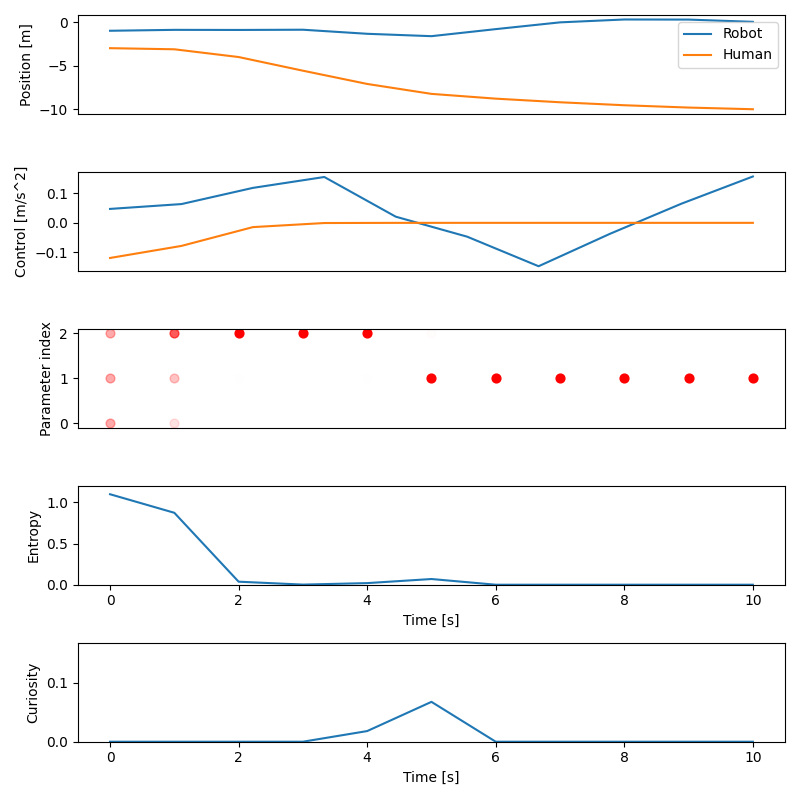 Position [m]
0
−5
−10
Robot
Human
Control [m/s^2]
0.1
0.0
−0.1
Parameter index
2
1
0
Entropy
1.0
0.5
0.0
0 2 4 6 8 10
Time [s]
Curiosity
0.1
0.0
0 2 4 6 8 10
Time [s]